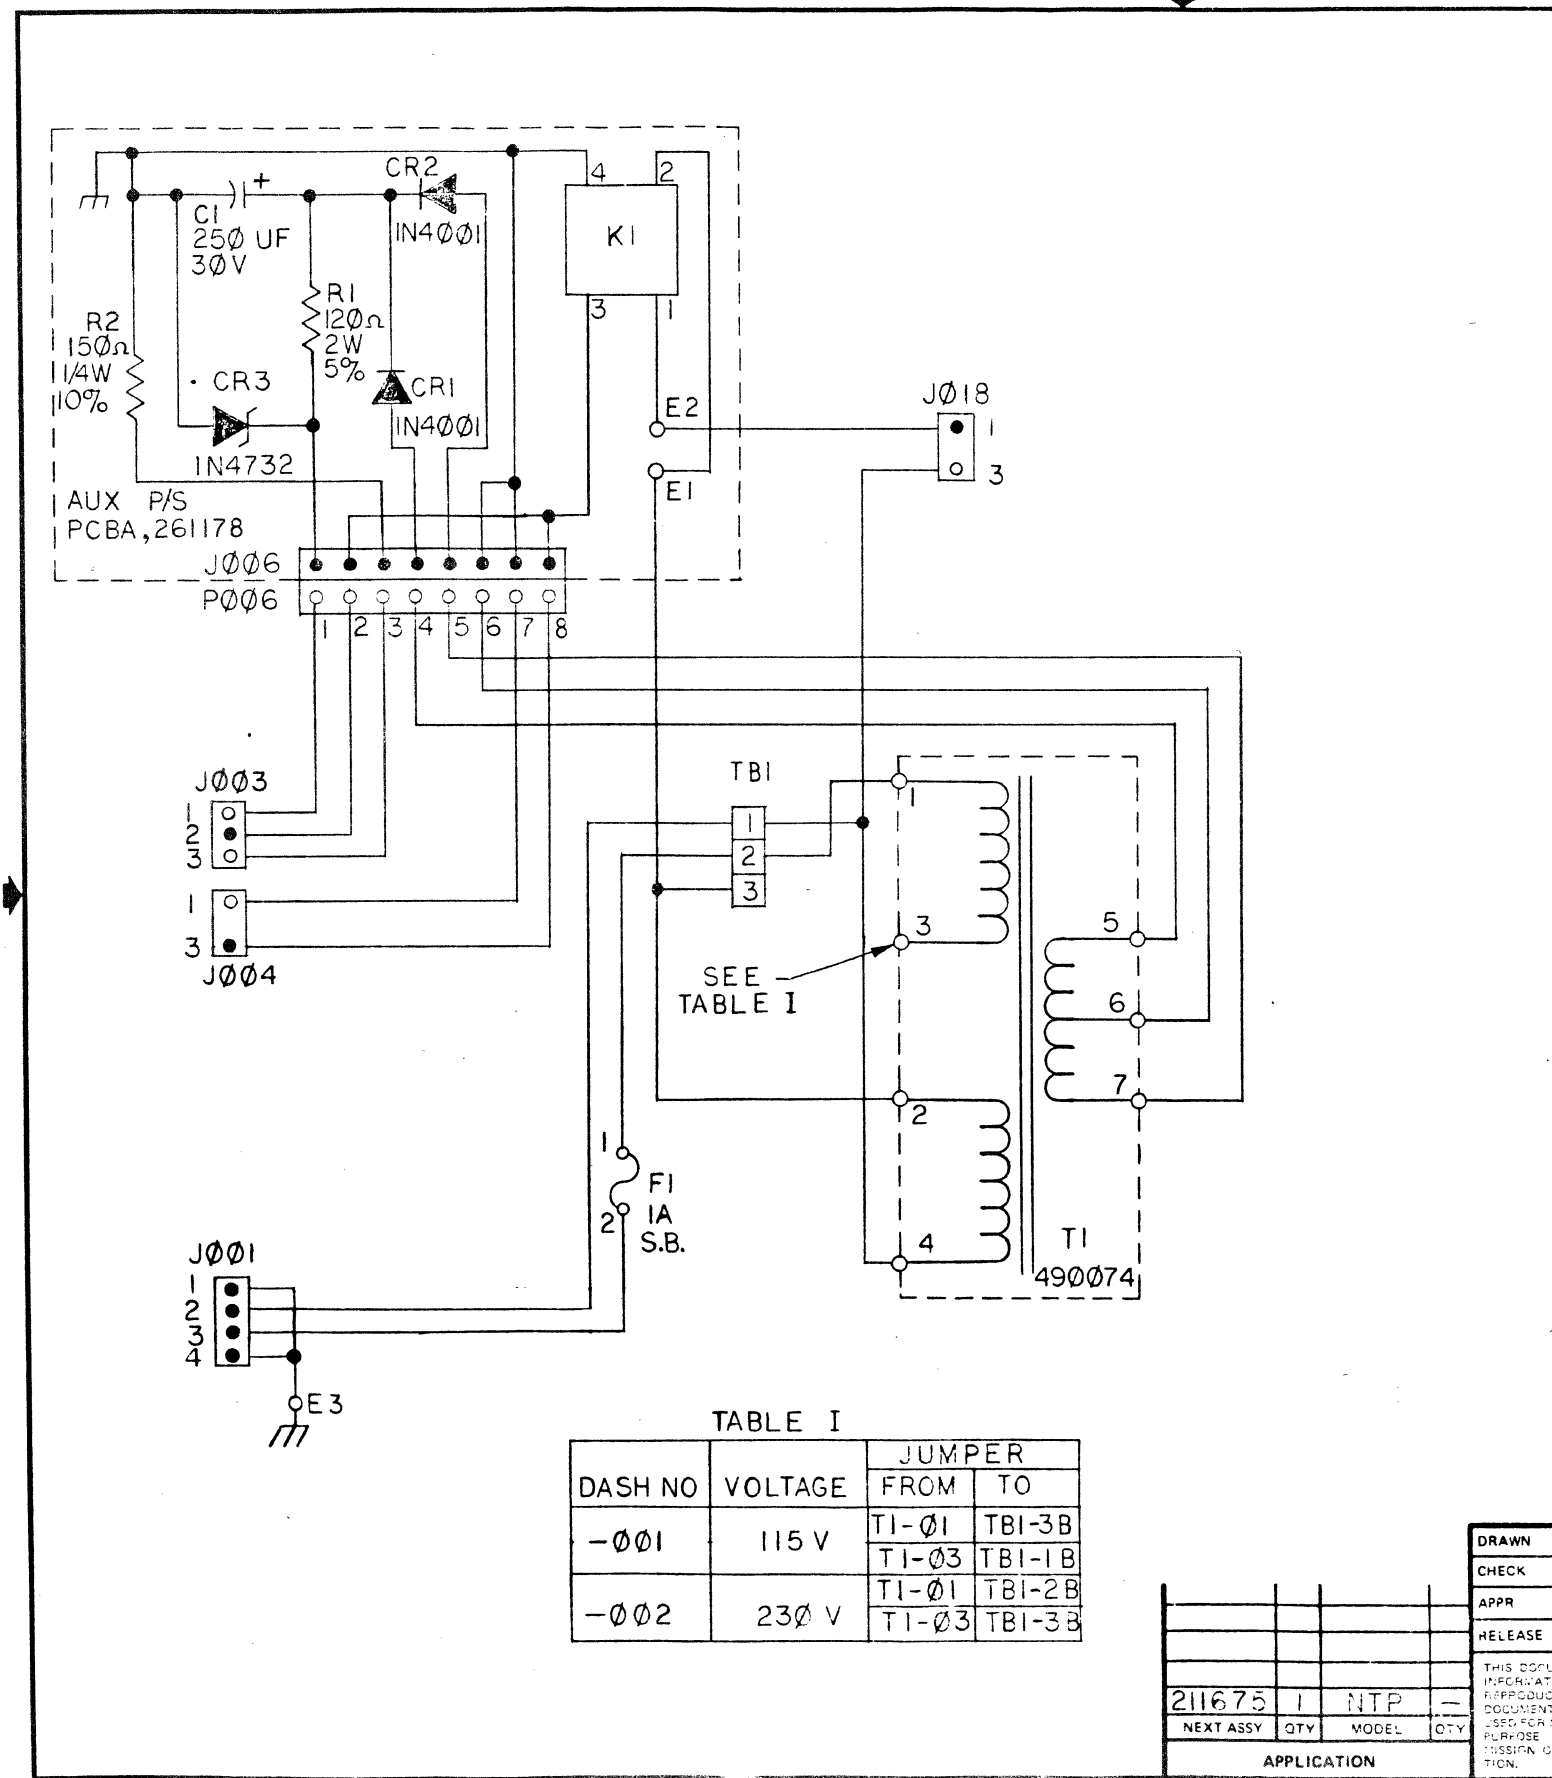 CR2
4
2
+
C1
250 UF
30V
1N4001
K1
R1
120Ω
2W
5%
3
1
R2
150Ω
1/4W
10%
CR3
CR1
1N4001
E2
J018
1
3
1N4732
E1
AUX P/S
PCBA, 261178
J006
P006
1 2 3 4 5 6 7 8
J003
1
2
3
1
3
J004
TB1
1
2
3
1
3
SEE
TABLE I
5
6
7
2
4
T1
490074
1
2
F1
1A
S.B.
J001
1
2
3
4
E3
TABLE I
DASH NO VOLTAGE JUMPER
FROM TO
-001 115 V T1-01 TB1-3B
T1-03 TB1-1B
-002 230 V T1-01 TB1-2B
T1-03 TB1-3B
211675 1 NTP —
NEXT ASSY QTY MODEL QTY
APPLICATION
DRAWN
CHECK
APPR
RELEASE